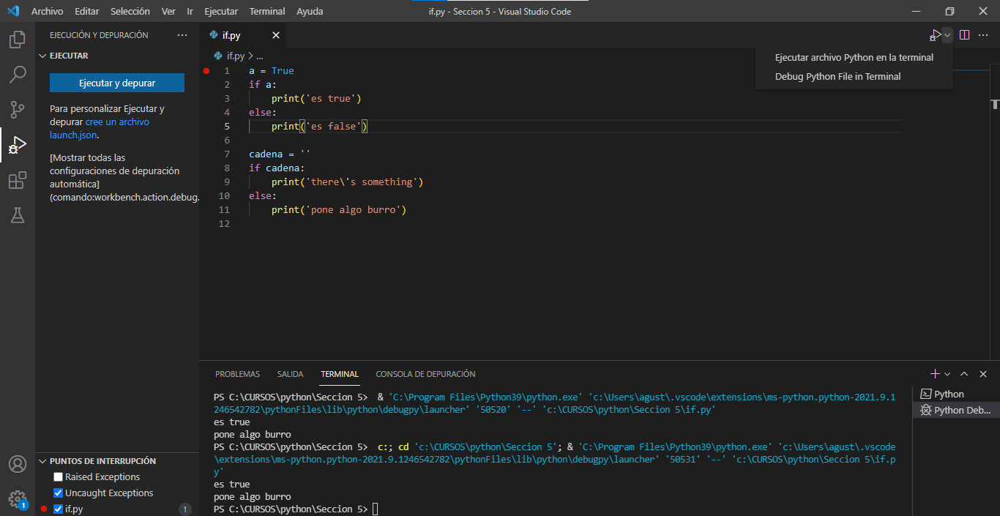 Archivo Editar Selección Ver Ir Ejecutar Terminal Ayuda
if.py - Seccion 5 - Visual Studio Code
EJECUCIÓN Y DEPURACIÓN ...
EJECUTAR
Ejecutar y depurar
Para personalizar Ejecutar y
depurar cree un archivo
launch.json.
[Mostrar todas las
configuraciones de depuración
automática]
(comando:workbench.action.debug.
PUNTOS DE INTERRUPCIÓN
Raised Exceptions
Uncaught Exceptions
if.py 1
1
if.py
if.py > ...
Ejecutar archivo Python en la terminal
Debug Python File in Terminal
1 a = True
2 if a:
3 print('es true')
4 else:
5 print('es false')
6
7 cadena = ''
8 if cadena:
9 print('there\'s something')
10 else:
11 print('pone algo burro')
12
PROBLEMAS SALIDA TERMINAL CONSOLA DE DEPURACIÓN
PS C:\CURSOS\python\Seccion 5> & 'C:\Program Files\Python39\python.exe' 'c:\Users\agust\.vscode\extensions\ms-python.python-2021.9.1
246542782\pythonFiles\lib\python\debugpy\launcher' '50520' '--' 'c:\CURSOS\python\Seccion 5\if.py'
es true
pone algo burro
PS C:\CURSOS\python\Seccion 5> c:; cd 'c:\CURSOS\python\Seccion 5'; & 'C:\Program Files\Python39\python.exe' 'c:\Users\agust\.vscode
\extensions\ms-python.python-2021.9.1246542782\pythonFiles\lib\python\debugpy\launcher' '50531' '--' 'c:\CURSOS\python\Seccion 5\if.p
y'
es true
pone algo burro
PS C:\CURSOS\python\Seccion 5>
Python
Python Deb...